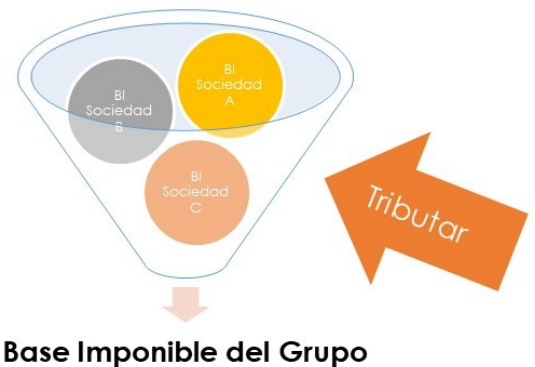 BI
Sociedad
A
BI
Sociedad
B
BI
Sociedad
C
Tributar
Base Imponible del Grupo